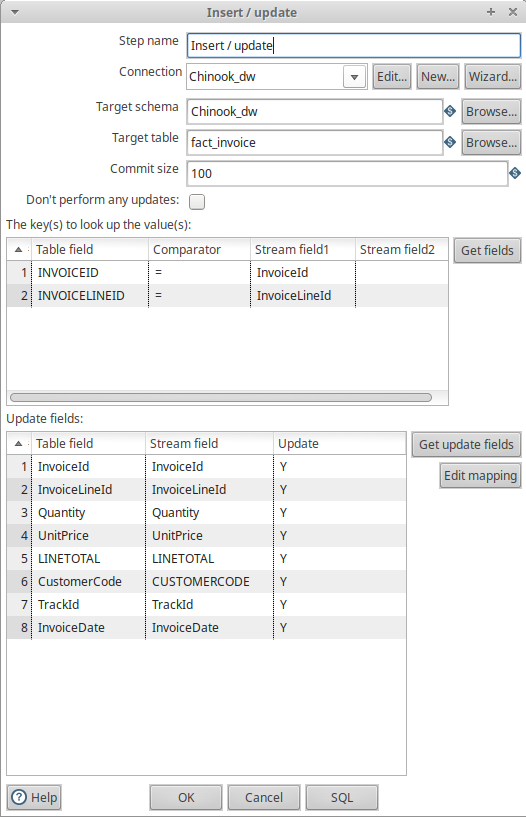 Insert / update
Step name Insert / update
Connection Chinook_dw Edit... New... Wizard...
Target schema Chinook_dw Browse...
Target table fact_invoice Browse...
Commit size 100
Don't perform any updates:
The key(s) to look up the value(s):
Table field Comparator Stream field1 Stream field2 Get fields
1 INVOICEID = InvoiceId
2 INVOICELINEID = InvoiceLineId
Update fields:
Table field Stream field Update Get update fields
1 InvoiceId InvoiceId Y Edit mapping
2 InvoiceLineId InvoiceLineId Y
3 Quantity Quantity Y
4 UnitPrice UnitPrice Y
5 LINETOTAL LINETOTAL Y
6 CustomerCode CUSTOMERCODE Y
7 TrackId TrackId Y
8 InvoiceDate InvoiceDate Y
Help OK Cancel SQL